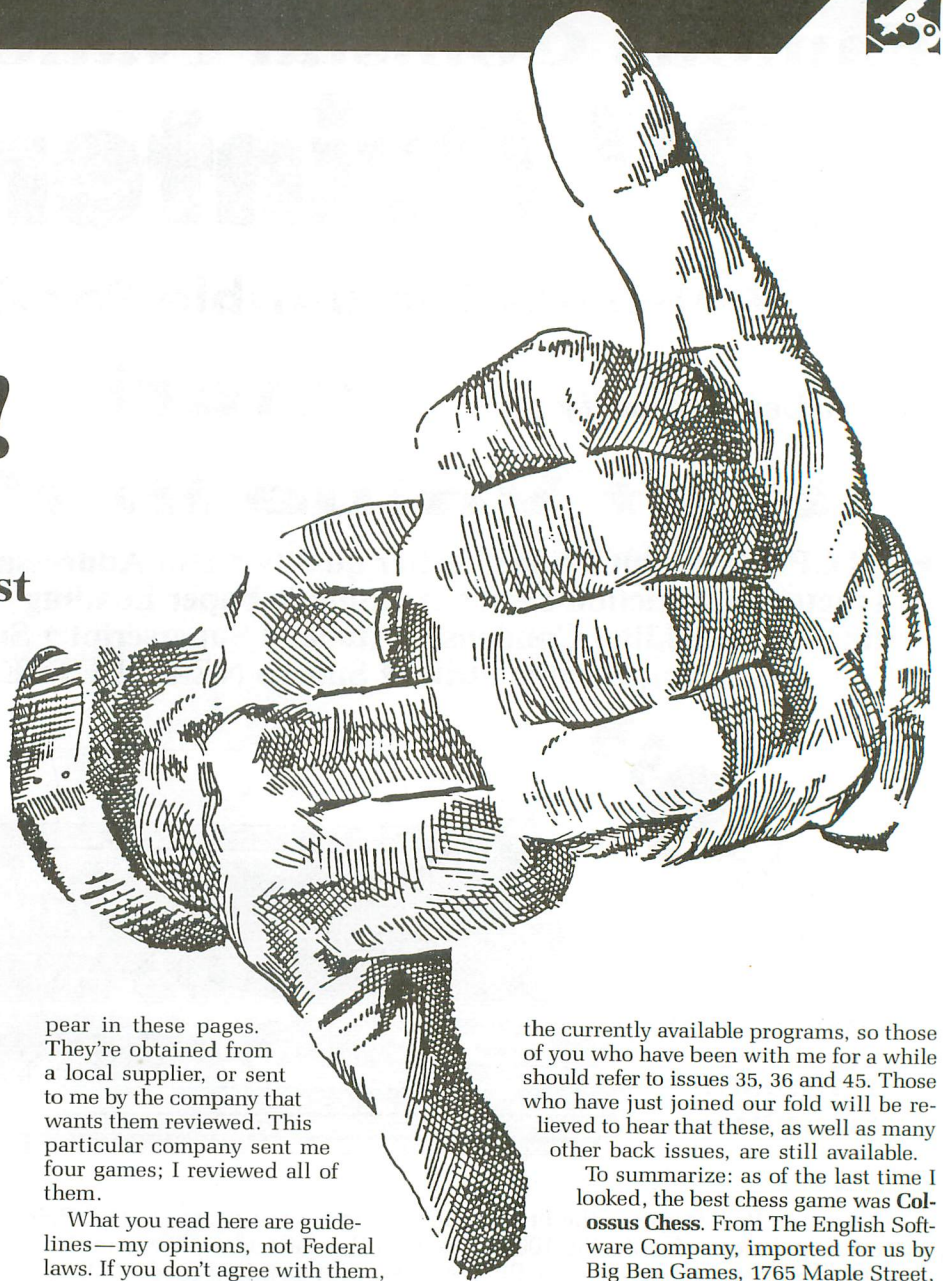 !
st
pear in these pages.
They're obtained from
a local supplier, or sent
to me by the company that
wants them reviewed. This
particular company sent me
four games; I reviewed all of
them.
What you read here are guide-
lines—my opinions, not Federal
laws. If you don't agree with them,
the currently available programs, so those
of you who have been with me for a while
should refer to issues 35, 36 and 45. Those
who have just joined our fold will be re-
lieved to hear that these, as well as many
other back issues, are still available.
To summarize: as of the last time I
looked, the best chess game was Col-
ossus Chess. From The English Soft-
ware Company, imported for us by
Big Ben Games, 1765 Maple Street,